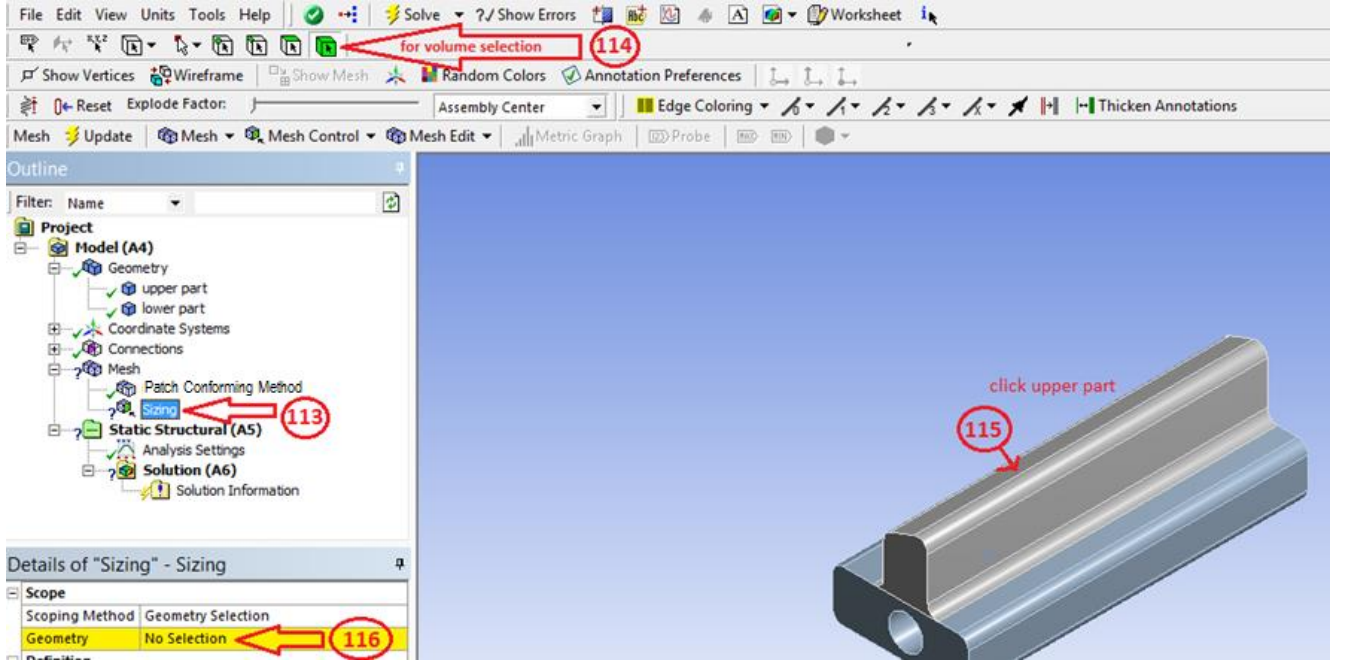 File Edit View Units Tools Help Solve ?✓ Show Errors A Worksheet
for volume selection 114
Show Vertices Wireframe Show Mesh Random Colors Annotation Preferences
Reset Explode Factor: Assembly Center Edge Coloring Thicken Annotations
Mesh Update Mesh Mesh Control Mesh Edit Metric Graph Probe
Outline
Filter: Name
Project
Model (A4)
Geometry
upper part
lower part
Coordinate Systems
Connections
Mesh
Patch Conforming Method
Sizing 113
Static Structural (A5)
Analysis Settings
Solution (A6)
Solution Information
click upper part
115
Details of "Sizing" - Sizing
Scope
Scoping Method Geometry Selection
Geometry No Selection 116